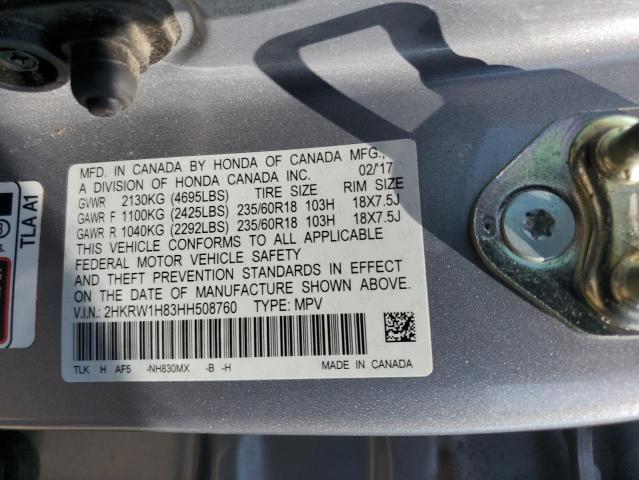 MFD. IN CANADA BY HONDA OF CANADA MFG.,
A DIVISION OF HONDA CANADA INC. 02/17
GVWR 2130KG (4695LBS) TIRE SIZE RIM SIZE
GAWR F 1100KG (2425LBS) 235/60R18 103H 18X7.5J
GAWR R 1040KG (2292LBS) 235/60R18 103H 18X7.5J
THIS VEHICLE CONFORMS TO ALL APPLICABLE
FEDERAL MOTOR VEHICLE SAFETY
AND THEFT PREVENTION STANDARDS IN EFFECT
ON THE DATE OF MANUFACTURE SHOWN ABOVE.
V.I.N.: 2HKRW1H83HH508760 TYPE: MPV
TLK H AF5 -NH830MX -B -H MADE IN CANADA
TLA A1